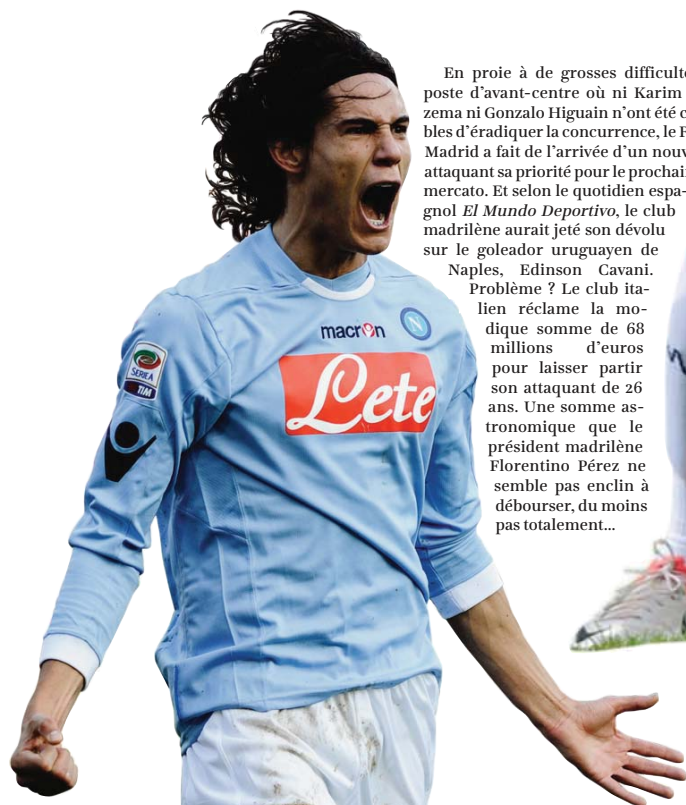 En proie à de grosses
poste d'avant-centre où ni Karim
zema ni Gonzalo Higuain n'ont été
bles d'éradiquer la concurrence, le
Madrid a fait de l'arrivée d'un
attaquant sa priorité pour le
mercato. Et selon le quotidien espa-
gnol El Mundo Deportivo, le club
madrilène aurait jeté son dévolu
sur le goleador uruguayen de
Naples, Edinson Cavani.
Problème ? Le club ita-
lien réclame la mo-
dique somme de 68
millions d'euros
pour laisser partir
son attaquant de 26
ans. Une somme as-
tronomique que le
président madrilène
Florentino Pérez ne
semble pas enclin à
débourser, du moins
pas totalement...
macron
N
SERIE A
TIM
Lete